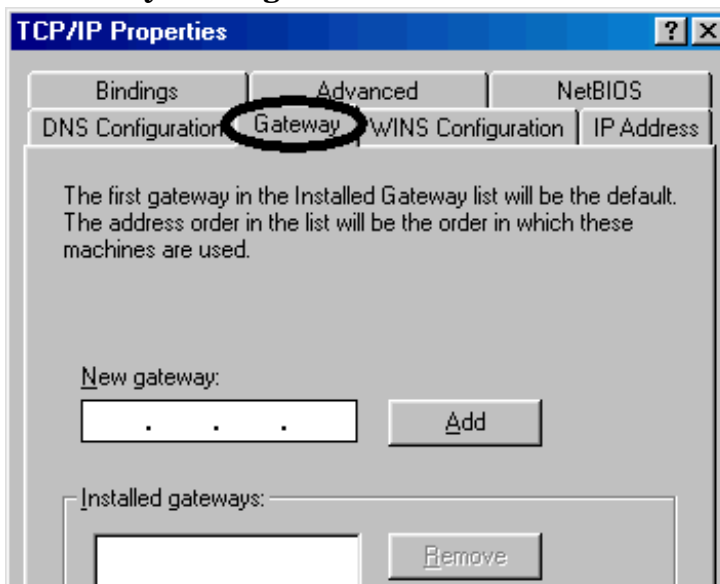 TCP/IP Properties
Bindings Advanced NetBIOS
DNS Configuration Gateway WINS Configuration IP Address
The first gateway in the Installed Gateway list will be the default.
The address order in the list will be the order in which these
machines are used.
New gateway:
. . . Add
Installed gateways:
Remove